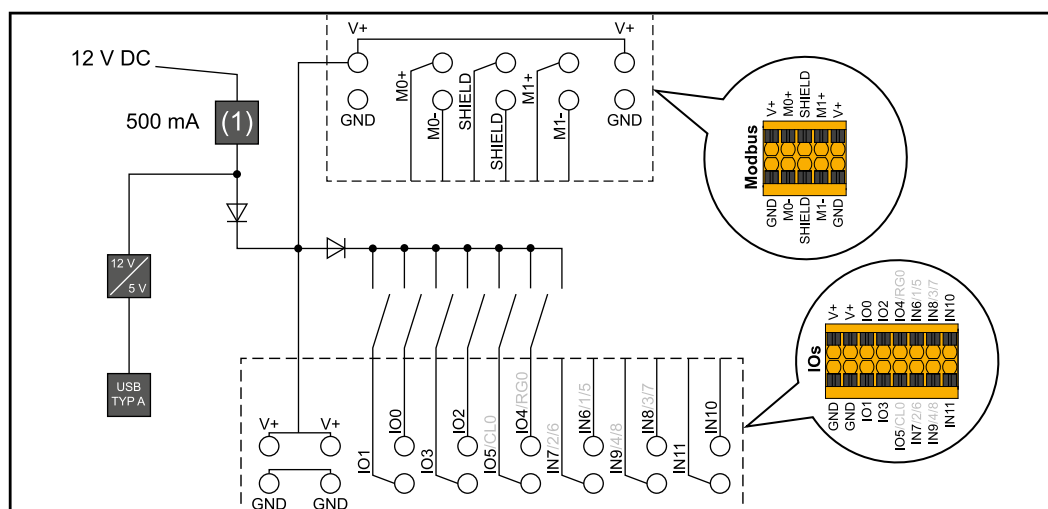 12 V DC
500 mA
(1)
12 V
5 V
USB
TYP A
V+
V+
M0+
SHIELD
M1+
GND
M0-
SHIELD
M1-
GND
Modbus
V+
M0+
SHIELD
M1+
V+
GND
M0-
SHIELD
M1-
GND
V+
V+
GND
GND
IO1
IO0
IO3
IO2
IO5/CL0
IO4/RG0
IN7/2/6
IN6/1/5
IN9/4/8
IN8/3/7
IN11
IN10
IOs
V+
V+
IO0
IO2
IO4/RG0
IN6/1/5
IN8/3/7
IN10
GND
GND
IO1
IO3
IO5/CL0
IN7/2/6
IN9/4/8
IN11